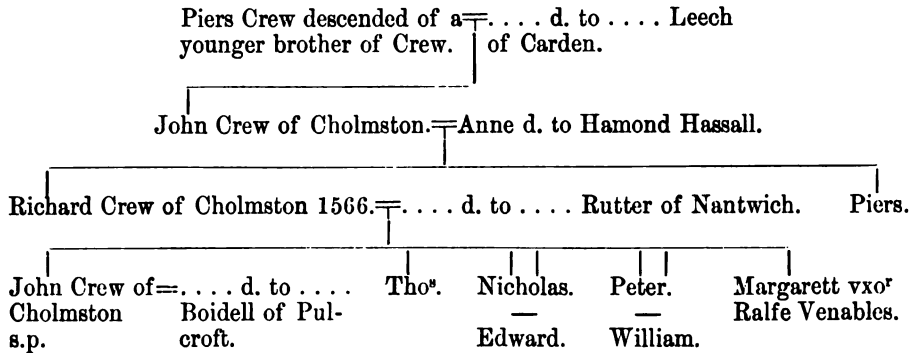 Piers Crew descended of a=. . . . d. to . . . . Leech
younger brother of Crew. of Carden.
John Crew of Cholmston.=Anne d. to Hamond Hassall.
Richard Crew of Cholmston 1566.=. . . . d. to . . . . Rutter of Nantwich. Piers.
John Crew of=. . . . d. to . . . . Thoˢ. Nicholas. Peter. Margarett vxoʳ
Cholmston Boidell of Pul- — — Ralfe Venables.
s.p. croft. Edward. William.